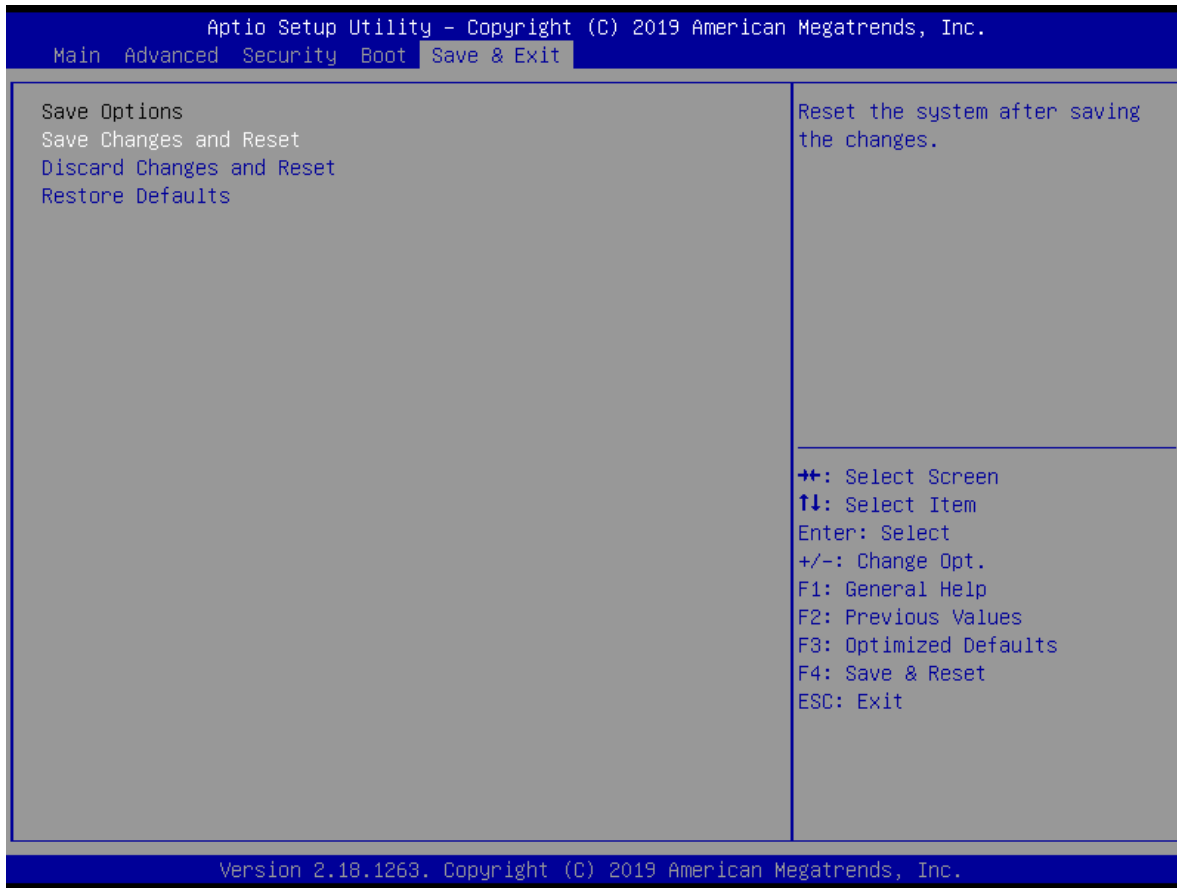 Aptio Setup Utility – Copyright (C) 2019 American Megatrends, Inc.
Main Advanced Security Boot Save & Exit
Save Options
Save Changes and Reset
Discard Changes and Reset
Restore Defaults
Reset the system after saving
the changes.
→←: Select Screen
↑↓: Select Item
Enter: Select
+/-: Change Opt.
F1: General Help
F2: Previous Values
F3: Optimized Defaults
F4: Save & Reset
ESC: Exit
Version 2.18.1263. Copyright (C) 2019 American Megatrends, Inc.